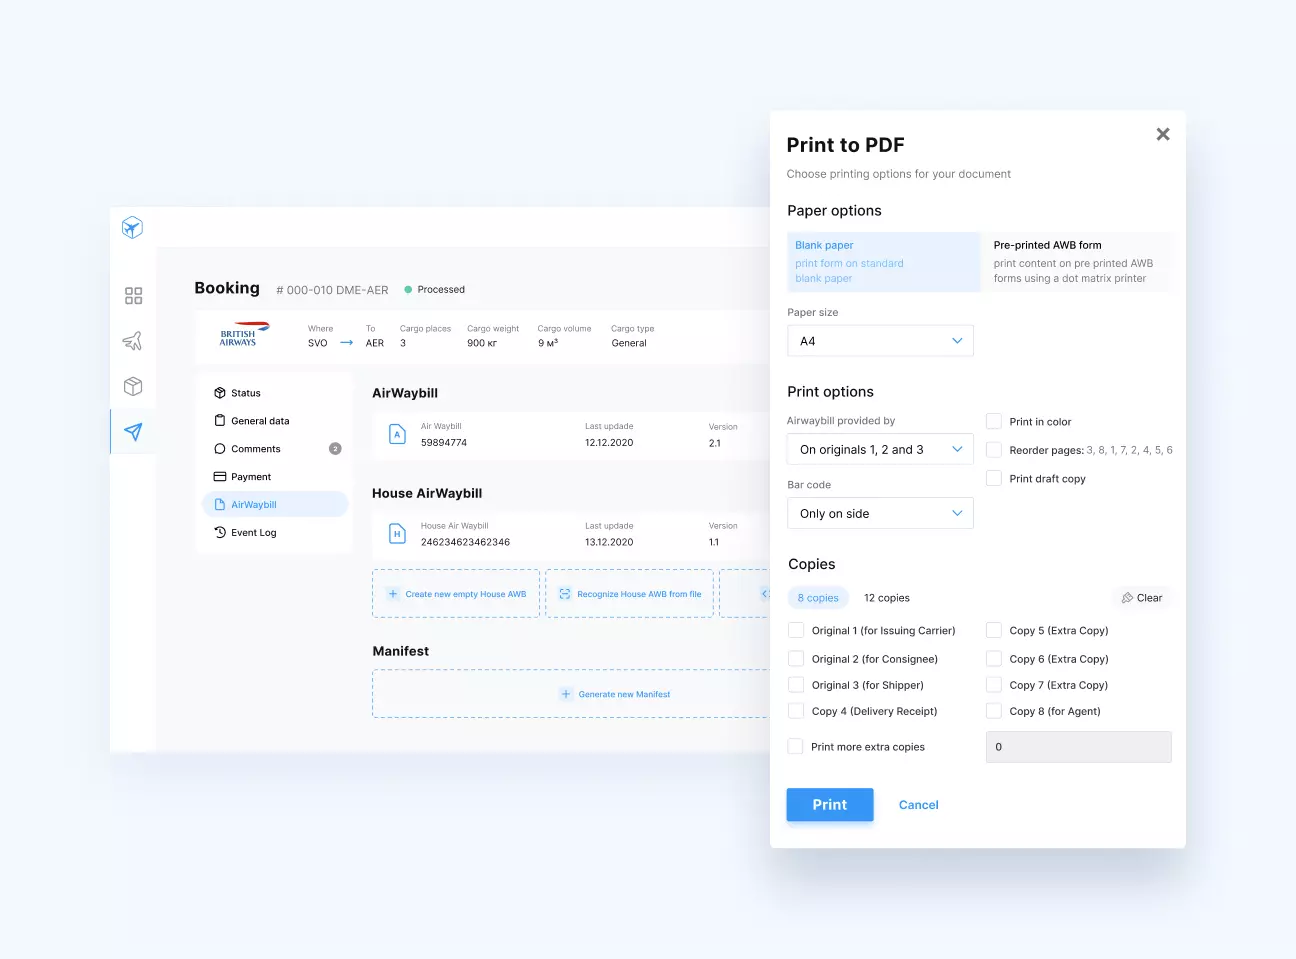 Booking
# 000-010 DME-AER
Processed
BRITISH
AIRWAYS
Where
SVO
To
AER
Cargo places
3
Cargo weight
900 кг
Cargo volume
9 м³
Cargo type
General
Status
General data
Comments
2
Payment
AirWaybill
Event Log
AirWaybill
A
Air Waybill
59894774
Last updade
12.12.2020
Version
2.1
House AirWaybill
H
House Air Waybill
246234623462346
Last updade
13.12.2020
Version
1.1
Create new empty House AWB
Recognize House AWB from file
Manifest
Generate new Manifest
Print to PDF
Choose printing options for your document
Paper options
Blank paper
print form on standard
blank paper
Pre-printed AWB form
print content on pre printed AWB
forms using a dot matrix printer
Paper size
A4
Print options
Airwaybill provided by
On originals 1, 2 and 3
Bar code
Only on side
Print in color
Reorder pages: 3, 8, 1, 7, 2, 4, 5, 6
Print draft copy
Copies
8 copies
12 copies
Clear
Original 1 (for Issuing Carrier)
Original 2 (for Consignee)
Original 3 (for Shipper)
Copy 4 (Delivery Receipt)
Copy 5 (Extra Copy)
Copy 6 (Extra Copy)
Copy 7 (Extra Copy)
Copy 8 (for Agent)
Print more extra copies
0
Print
Cancel